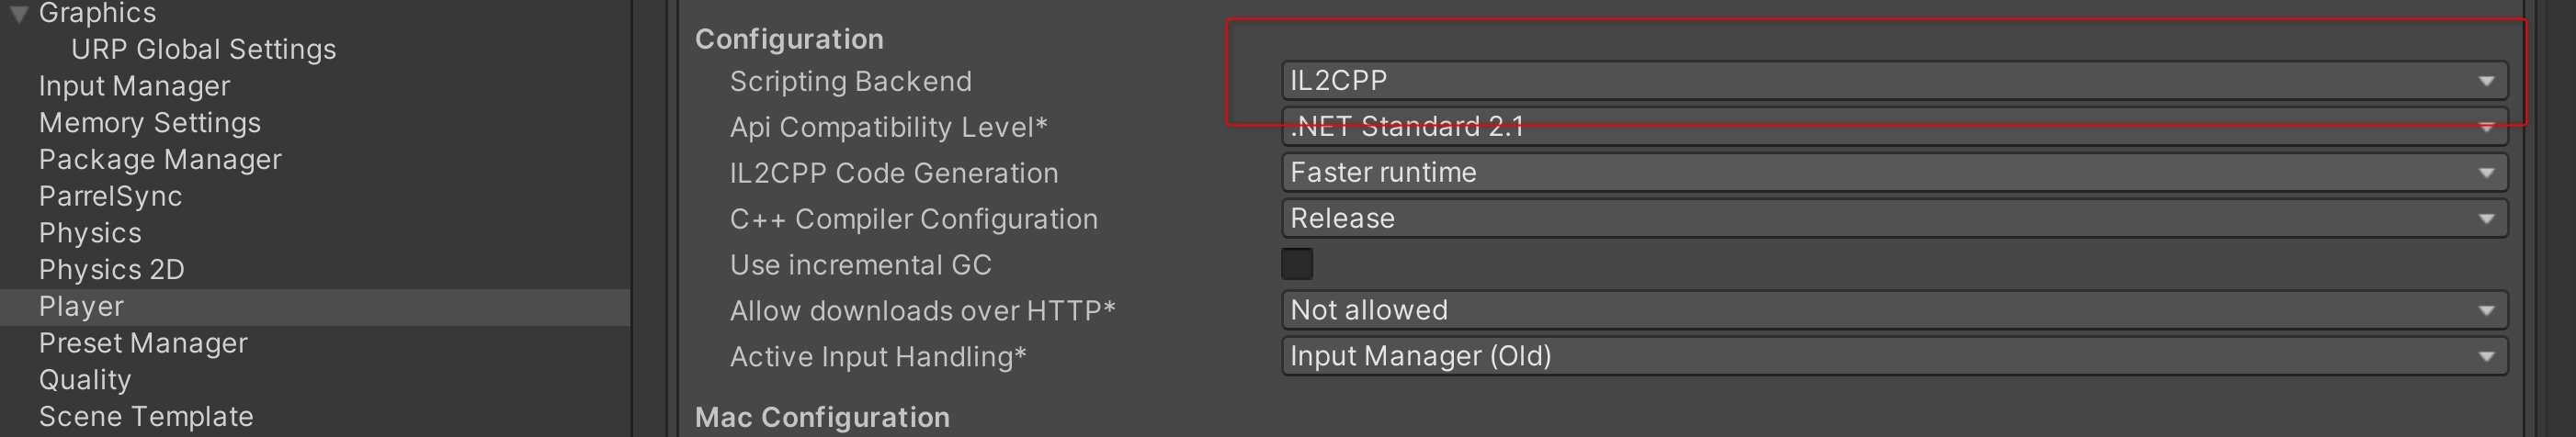 Graphics
URP Global Settings
Input Manager
Memory Settings
Package Manager
ParrelSync
Physics
Physics 2D
Player
Preset Manager
Quality
Scene Template
Configuration
Scripting Backend IL2CPP
Api Compatibility Level* .NET Standard 2.1
IL2CPP Code Generation Faster runtime
C++ Compiler Configuration Release
Use incremental GC
Allow downloads over HTTP* Not allowed
Active Input Handling* Input Manager (Old)
Mac Configuration